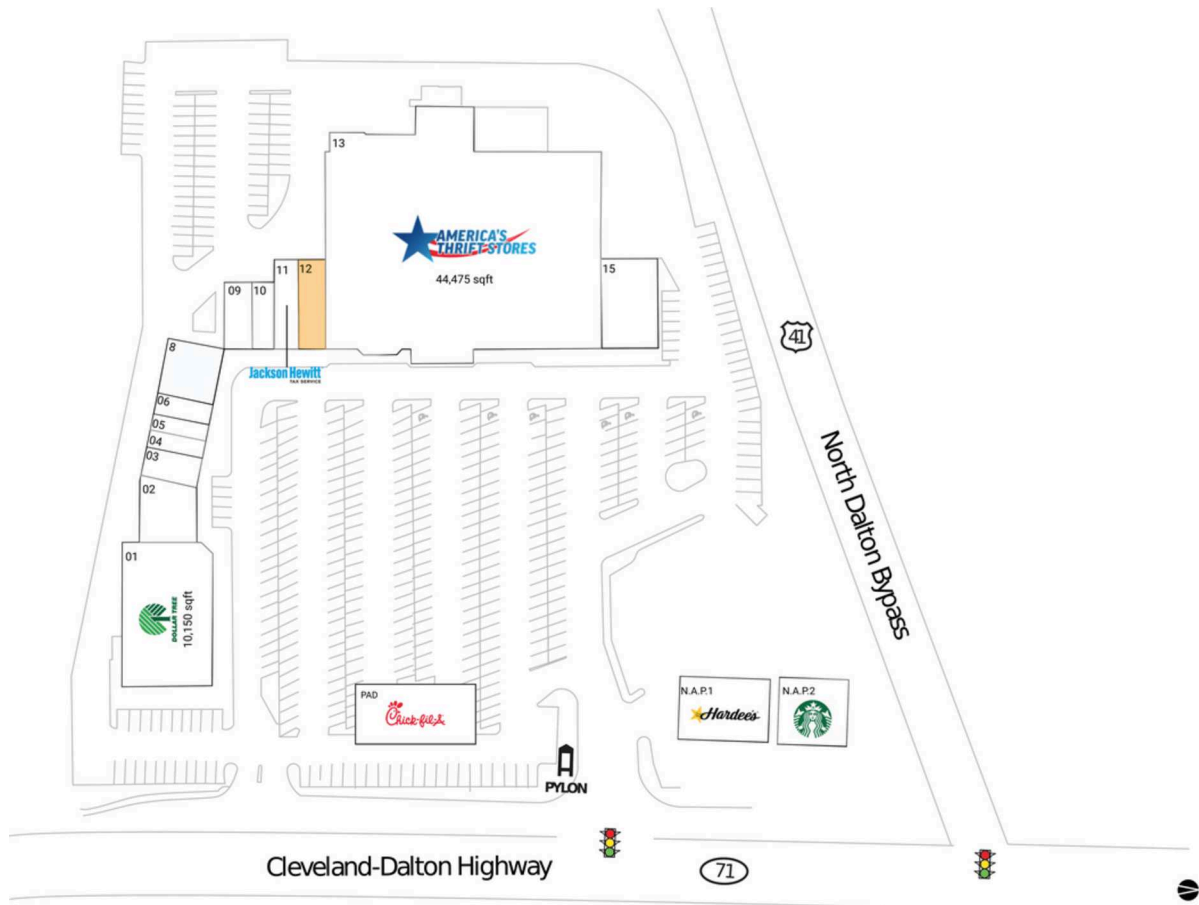 13
AMERICA'S
THRIFT STORES
44,475 sqft
11
12
15
09
10
41
8
Jackson Hewitt
TAX SERVICE
06
05
04
03
02
North Dalton Bypass
01
DOLLAR TREE
10,150 sqft
PAD
Chick-fil-A
N.A.P.1
Hardee's
N.A.P.2
PYLON
Cleveland-Dalton Highway
71